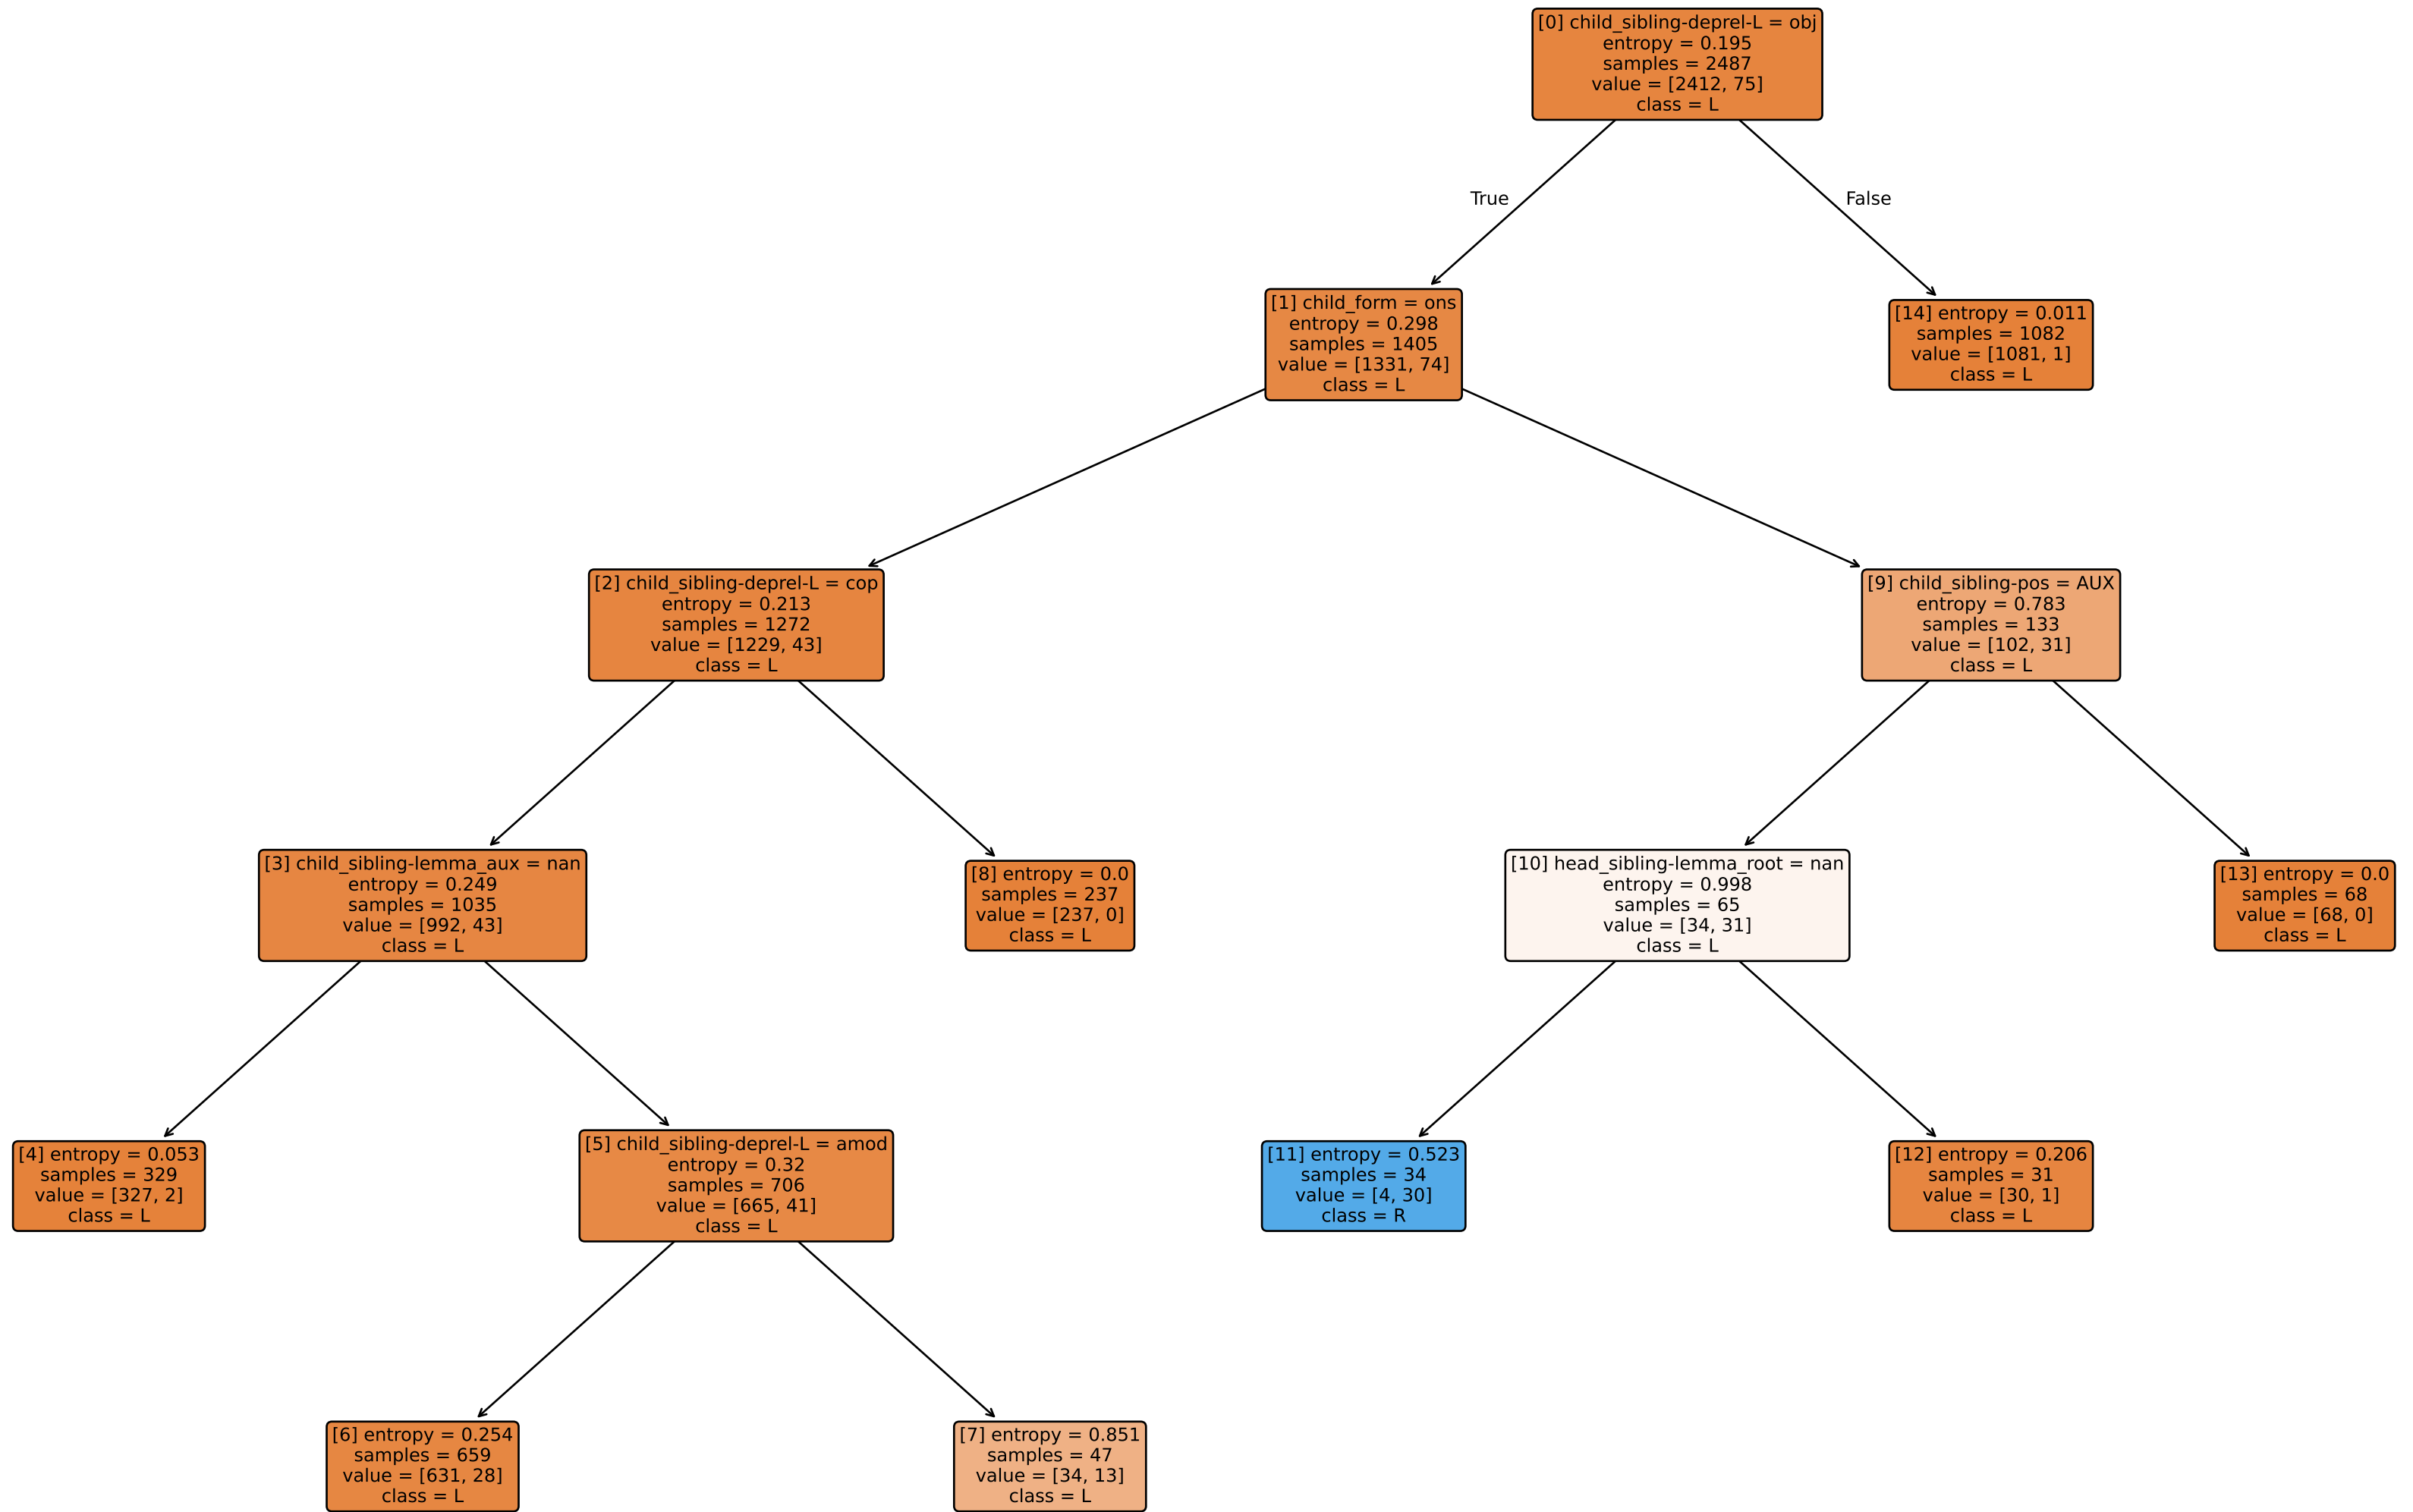 [0] child_sibling-deprel-L = obj
entropy = 0.195
samples = 2487
value = [2412, 75]
class = L
True
False
[1] child_form = ons
entropy = 0.298
samples = 1405
value = [1331, 74]
class = L
[14] entropy = 0.011
samples = 1082
value = [1081, 1]
class = L
[2] child_sibling-deprel-L = cop
entropy = 0.213
samples = 1272
value = [1229, 43]
class = L
[9] child_sibling-pos = AUX
entropy = 0.783
samples = 133
value = [102, 31]
class = L
[3] child_sibling-lemma_aux = nan
entropy = 0.249
samples = 1035
value = [992, 43]
class = L
[8] entropy = 0.0
samples = 237
value = [237, 0]
class = L
[10] head_sibling-lemma_root = nan
entropy = 0.998
samples = 65
value = [34, 31]
class = L
[13] entropy = 0.0
samples = 68
value = [68, 0]
class = L
[4] entropy = 0.053
samples = 329
value = [327, 2]
class = L
[5] child_sibling-deprel-L = amod
entropy = 0.32
samples = 706
value = [665, 41]
class = L
[11] entropy = 0.523
samples = 34
value = [4, 30]
class = R
[12] entropy = 0.206
samples = 31
value = [30, 1]
class = L
[6] entropy = 0.254
samples = 659
value = [631, 28]
class = L
[7] entropy = 0.851
samples = 47
value = [34, 13]
class = L